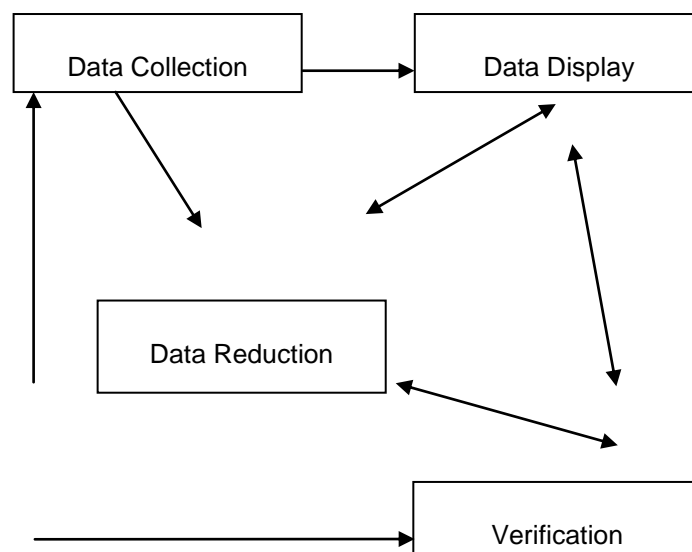 Data Collection
Data Display
Data Reduction
Verification